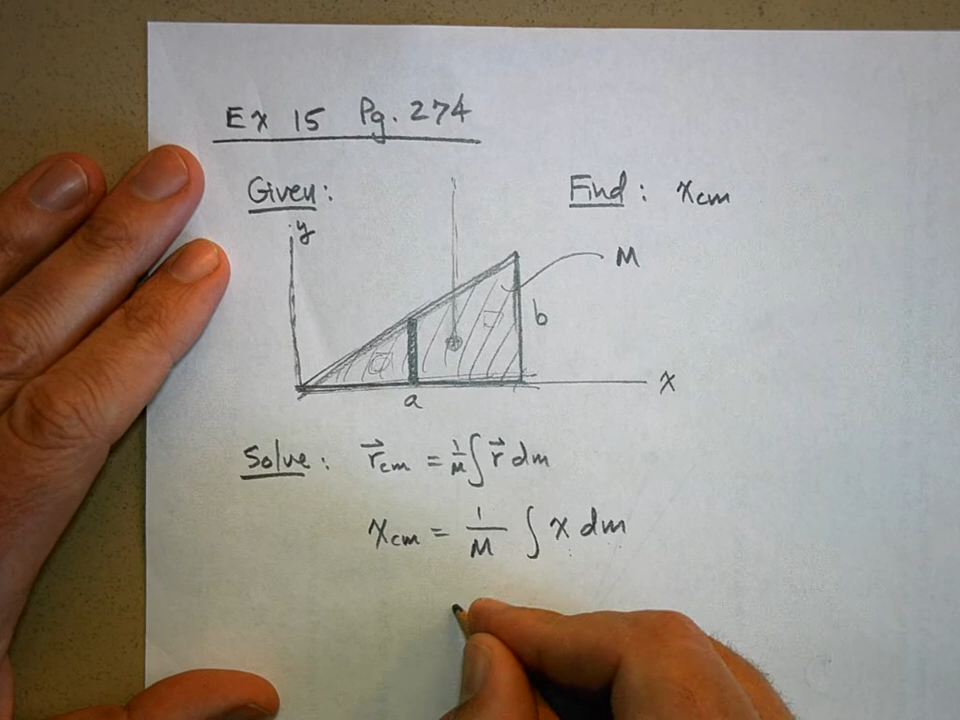 Ex 15 Pg. 274
Given:
Find: xcm
y
M
b
x
a
Solve: r⃗cm = 1/M ∫ r⃗ dm
xcm = 1/M ∫ x dm